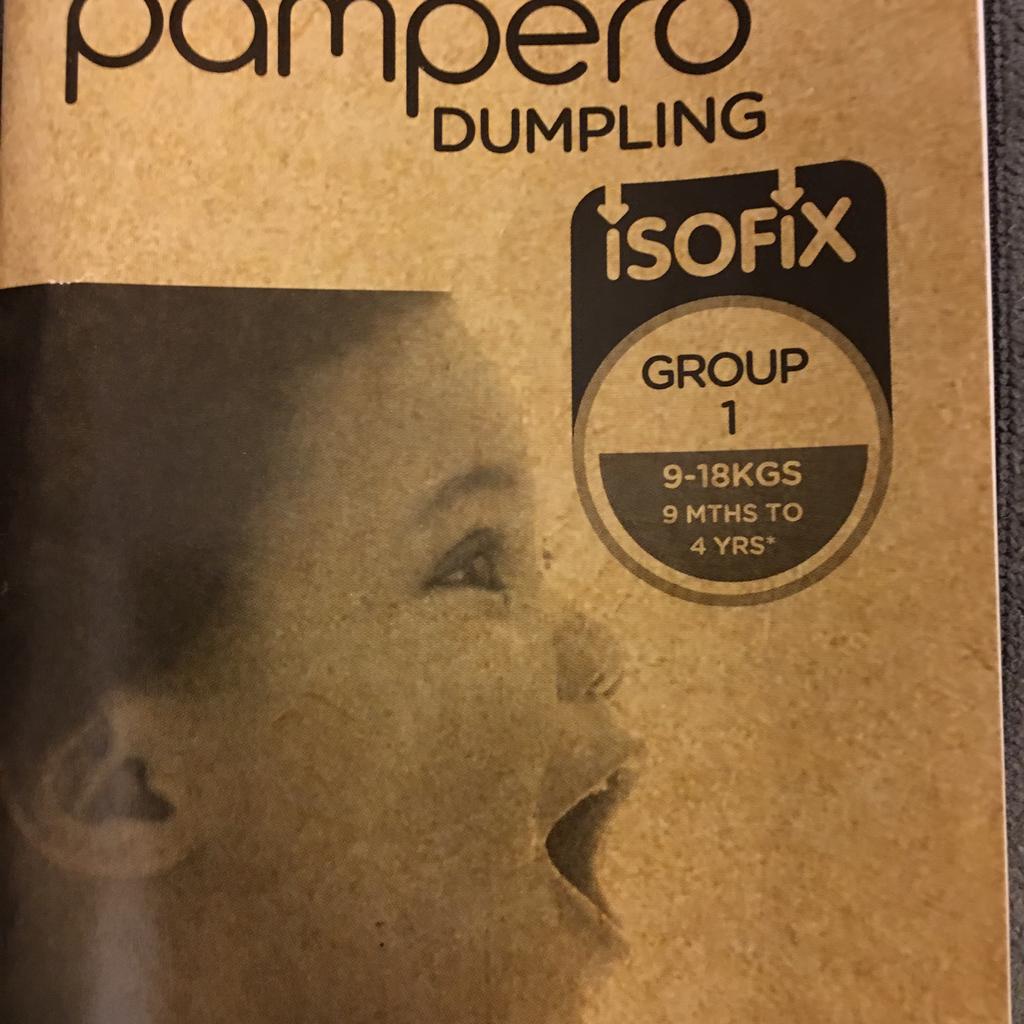 pampero
DUMPLING
iSOFiX
GROUP
1
9-18KGS
9 MTHS TO
4 YRS*